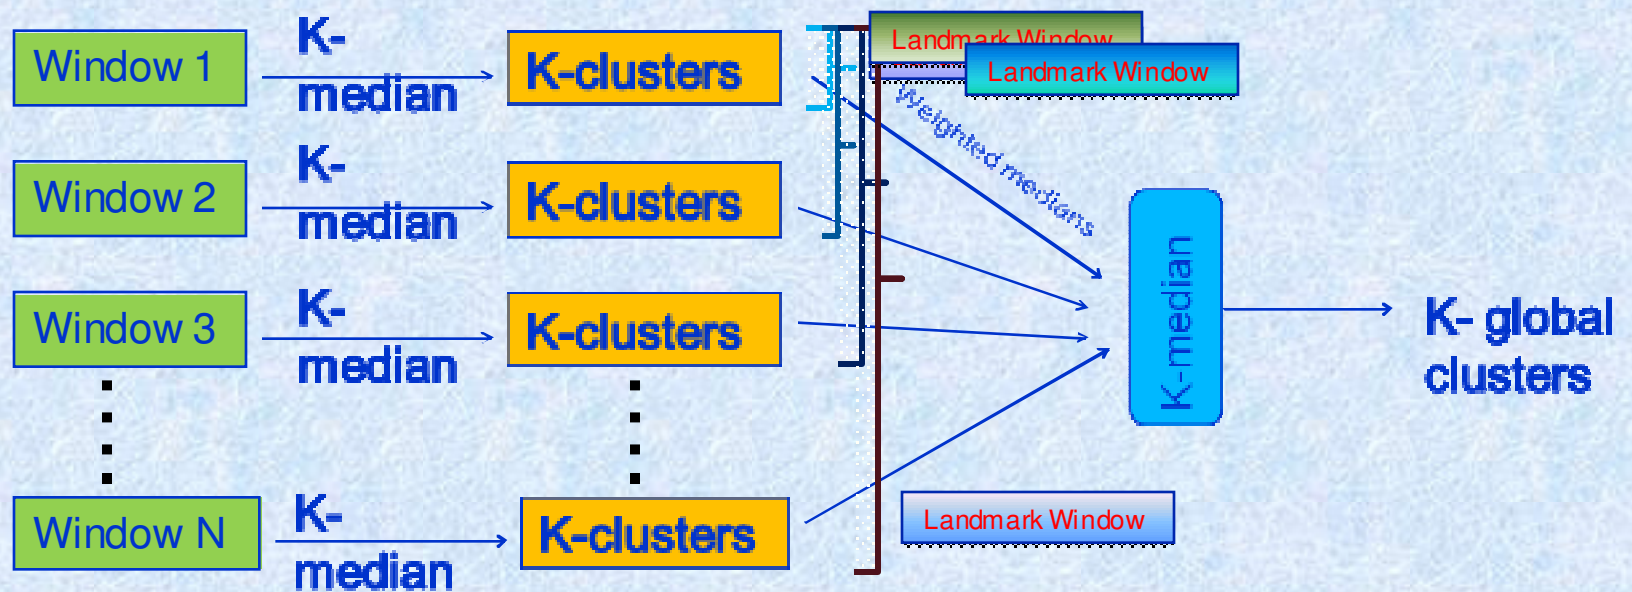 Window 1
K-
median
K-clusters
Landmark Window
Landmark Window
Weighted medians
Window 2
K-
median
K-clusters
Window 3
K-
median
K-clusters
K-median
K- global
clusters
Window N
K-
median
K-clusters
Landmark Window